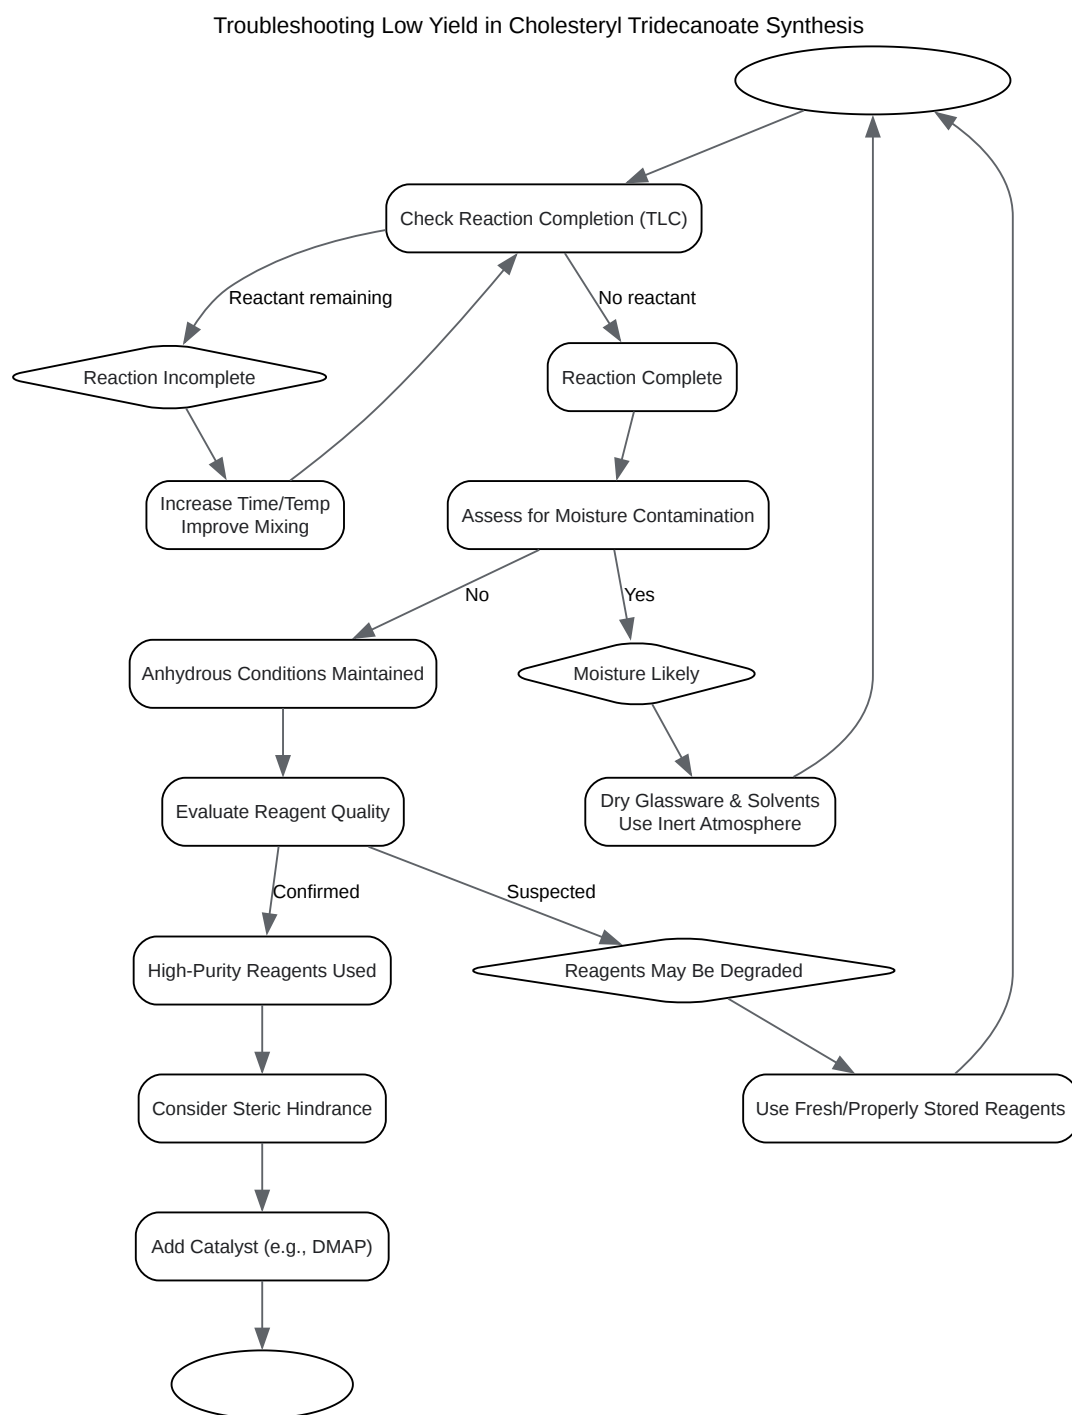 Troubleshooting Low Yield in Cholesteryl Tridecanoate Synthesis
Check Reaction Completion (TLC)
Reactant remaining
No reactant
Reaction Incomplete
Reaction Complete
Increase Time/Temp
Improve Mixing
Assess for Moisture Contamination
No
Yes
Anhydrous Conditions Maintained
Moisture Likely
Evaluate Reagent Quality
Dry Glassware & Solvents
Use Inert Atmosphere
Confirmed
Suspected
High-Purity Reagents Used
Reagents May Be Degraded
Consider Steric Hindrance
Use Fresh/Properly Stored Reagents
Add Catalyst (e.g., DMAP)